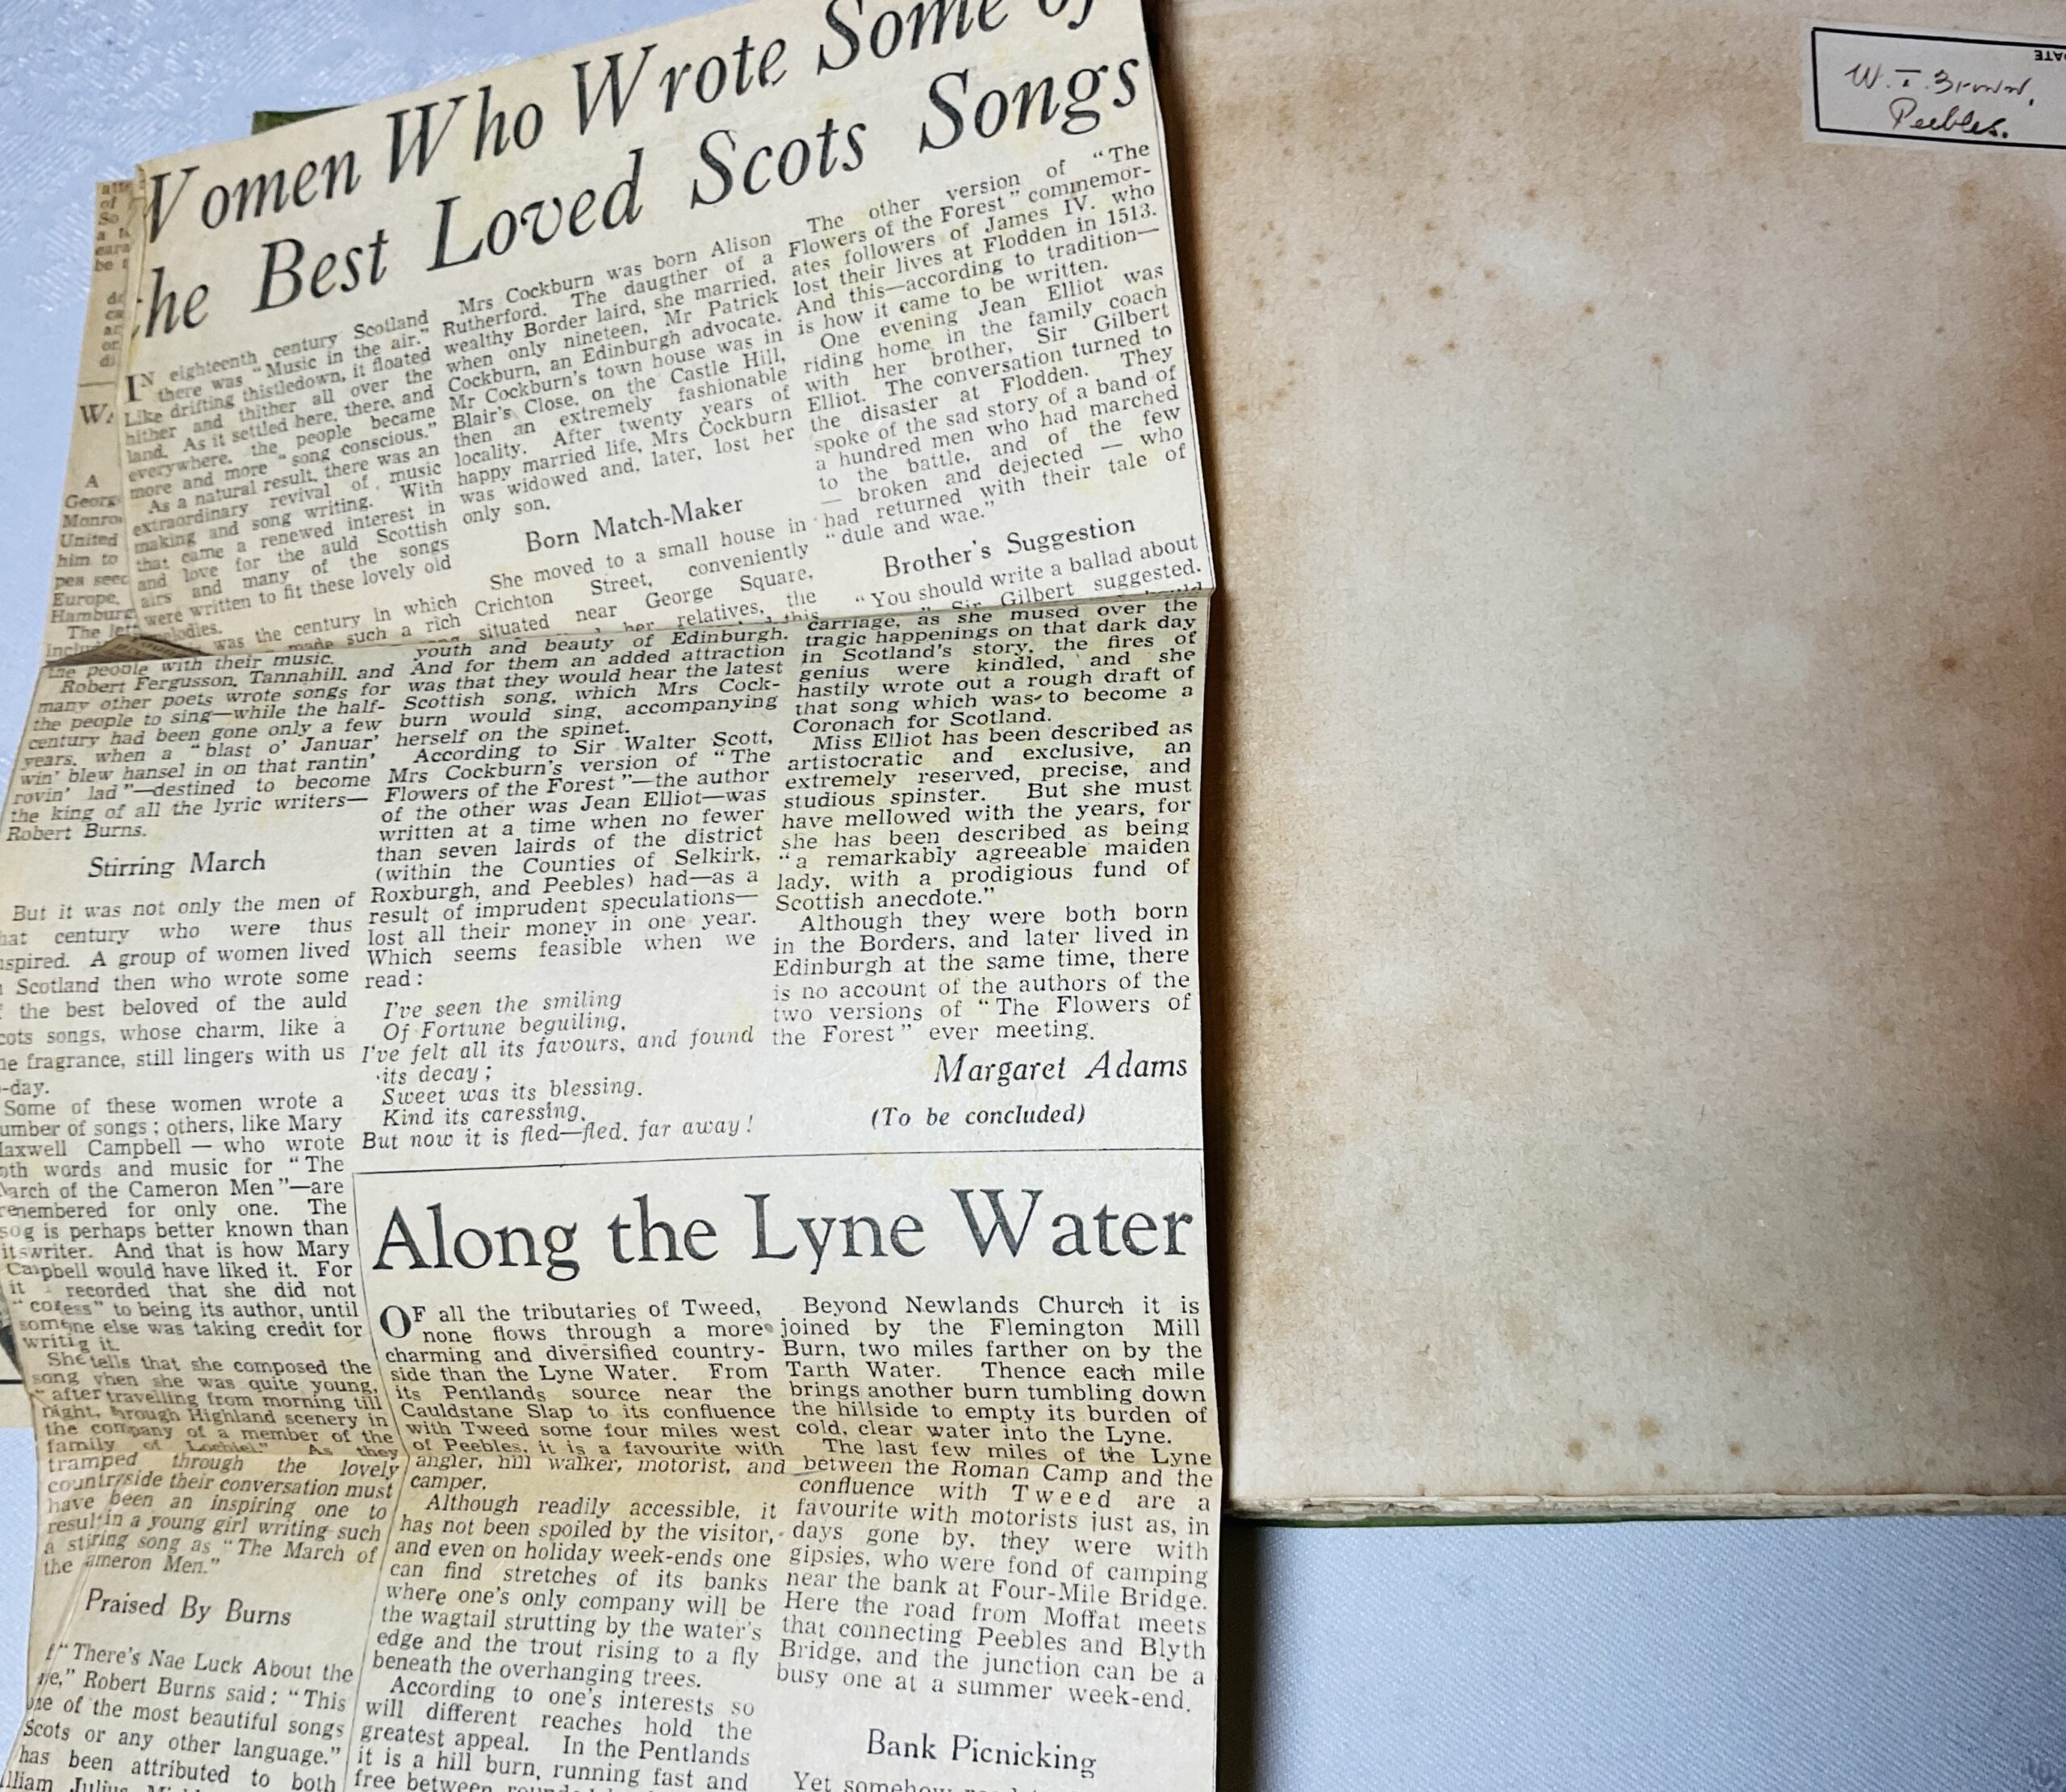 Women Who Wrote Some of
the Best Loved Scots Songs
IN eighteenth century Scotland
there was "Music in the air."
Like drifting thistledown, it floated
hither and thither all over the
land. As it settled here, there, and
everywhere, the people became
more and more "song conscious."
As a natural result, there was an
extraordinary revival of music
making and song writing. With
that came a renewed interest in
and love for the auld Scottish
airs and many of the songs
were written to fit these lovely old
melodies.
was the century in which
made such a rich
the people with their music.
Robert Fergusson, Tannahill, and
many other poets wrote songs for
the people to sing—while the half-
century had been gone only a few
years, when a "blast o' Januar'
win' blew hansel in on that rantin'
rovin' lad"—destined to become
the king of all the lyric writers—
Robert Burns.
Stirring March
But it was not only the men of
hat century who were thus
nspired. A group of women lived
Scotland then who wrote some
the best beloved of the auld
cots songs, whose charm, like a
ne fragrance, still lingers with us
-day.
Some of these women wrote a
umber of songs; others, like Mary
axwell Campbell — who wrote
oth words and music for "The
March of the Cameron Men"—are
remembered for only one. The
sog is perhaps better known than
its writer. And that is how Mary
Capbell would have liked it. For
it recorded that she did not
"cofess" to being its author, until
someone else was taking credit for
writig it.
She tells that she composed the
song when she was quite young,
"after travelling from morning till
night, through Highland scenery in
the company of a member of the
family of Lochiel." As they
tramped through the lovely
countryside their conversation must
have been an inspiring one to
result in a young girl writing such
a stiring song as "The March of
the ameron Men."
Praised By Burns
f "There's Nae Luck About the
Robert Burns said: "This
one of the most beautiful songs
Scots or any other language."
has been attributed to both
illiam Julius
Mrs Cockburn was born Alison
Rutherford. The daugther of a
wealthy Border laird, she married,
when only nineteen, Mr Patrick
Cockburn, an Edinburgh advocate.
Mr Cockburn's town house was in
Blair's Close, on the Castle Hill,
then an extremely fashionable
locality. After twenty years of
happy married life, Mrs Cockburn
was widowed and, later, lost her
only son.
Born Match-Maker
She moved to a small house in
Crichton Street, conveniently
situated near George Square,
her relatives, the
this
youth and beauty of Edinburgh.
And for them an added attraction
was that they would hear the latest
Scottish song, which Mrs Cock-
burn would sing, accompanying
herself on the spinet.
According to Sir Walter Scott,
Mrs Cockburn's version of "The
Flowers of the Forest"—the author
of the other was Jean Elliot—was
written at a time when no fewer
than seven lairds of the district
(within the Counties of Selkirk,
Roxburgh, and Peebles) had—as a
result of imprudent speculations—
lost all their money in one year.
Which seems feasible when we
read:
I've seen the smiling
Of Fortune beguiling,
I've felt all its favours, and found
its decay;
Sweet was its blessing,
Kind its caressing,
But now it is fled—fled, far away!
The other version of "The
Flowers of the Forest" commemor-
ates followers of James IV. who
lost their lives at Flodden in 1513.
And this—according to tradition—
is how it came to be written.
One evening Jean Elliot was
riding home in the family coach
with her brother, Sir Gilbert
Elliot. The conversation turned to
the disaster at Flodden. They
spoke of the sad story of a band of
a hundred men who had marched
to the battle, and of the few
— broken and dejected — who
had returned with their tale of
"dule and wae."
Brother's Suggestion
"You should write a ballad about
Sir Gilbert suggested.
carriage, as she mused over the
tragic happenings on that dark day
in Scotland's story, the fires of
genius were kindled, and she
hastily wrote out a rough draft of
that song which was to become a
Coronach for Scotland.
Miss Elliot has been described as
artistocratic and exclusive, an
extremely reserved, precise, and
studious spinster. But she must
have mellowed with the years, for
she has been described as being
"a remarkably agreeable maiden
lady, with a prodigious fund of
Scottish anecdote."
Although they were both born
in the Borders, and later lived in
Edinburgh at the same time, there
is no account of the authors of the
two versions of "The Flowers of
the Forest" ever meeting.
Margaret Adams
(To be concluded)
Along the Lyne Water
OF all the tributaries of Tweed,
none flows through a more
charming and diversified country-
side than the Lyne Water. From
its Pentlands source near the
Cauldstane Slap to its confluence
with Tweed some four miles west
of Peebles, it is a favourite with
angler, hill walker, motorist, and
camper.
Although readily accessible, it
has not been spoiled by the visitor,
and even on holiday week-ends one
can find stretches of its banks
where one's only company will be
the wagtail strutting by the water's
edge and the trout rising to a fly
beneath the overhanging trees.
According to one's interests so
will different reaches hold the
greatest appeal. In the Pentlands
it is a hill burn, running fast and
free between
Beyond Newlands Church it is
joined by the Flemington Mill
Burn, two miles farther on by the
Tarth Water. Thence each mile
brings another burn tumbling down
the hillside to empty its burden of
cold, clear water into the Lyne.
The last few miles of the Lyne
between the Roman Camp and the
confluence with Tweed are a
favourite with motorists just as, in
days gone by, they were with
gipsies, who were fond of camping
near the bank at Four-Mile Bridge.
Here the road from Moffat meets
that connecting Peebles and Blyth
Bridge, and the junction can be a
busy one at a summer week-end.
Bank Picnicking
Yet somehow
A
Georg
Monro
United
him to
pea seed
Europe,
Hamburg
The left
inclu
W. T. Brown,
Peebles.